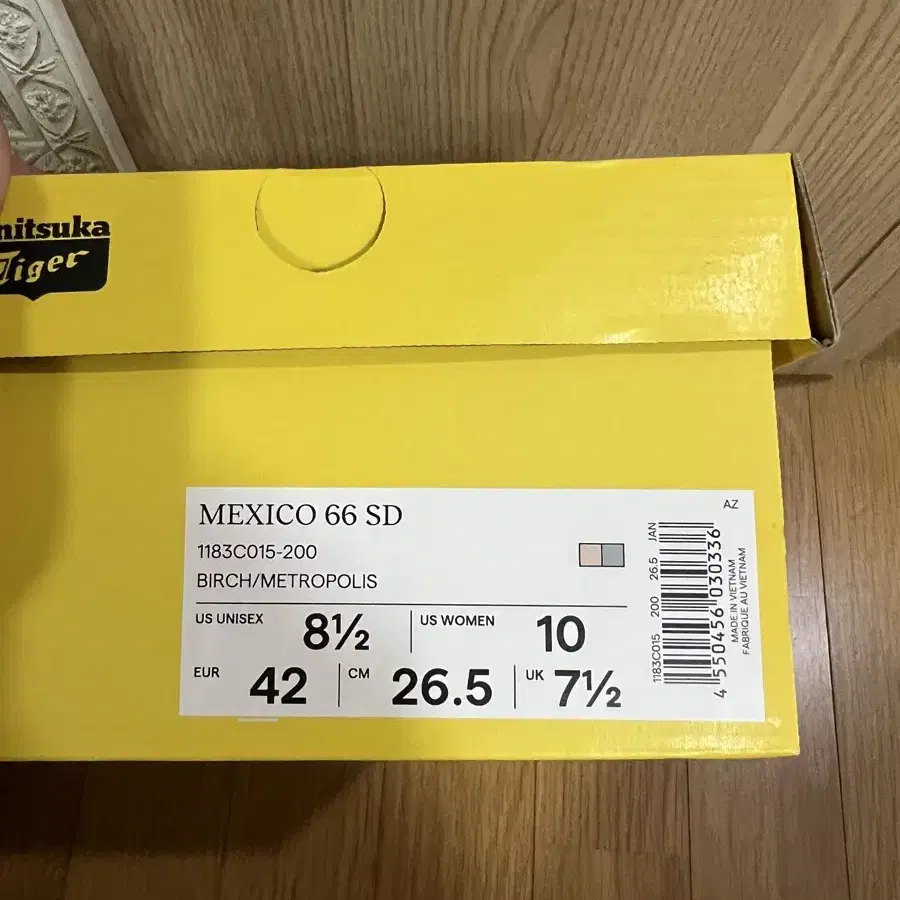 nitsuka
Tiger
MEXICO 66 SD
1183C015-200
BIRCH/METROPOLIS
US UNISEX 8½ US WOMEN 10
EUR 42 CM 26.5 UK 7½
AZ
1183C015 200 26.5 JAN
4 550456 030336
MADE IN VIETNAM
FABRIQUE AU VIETNAM